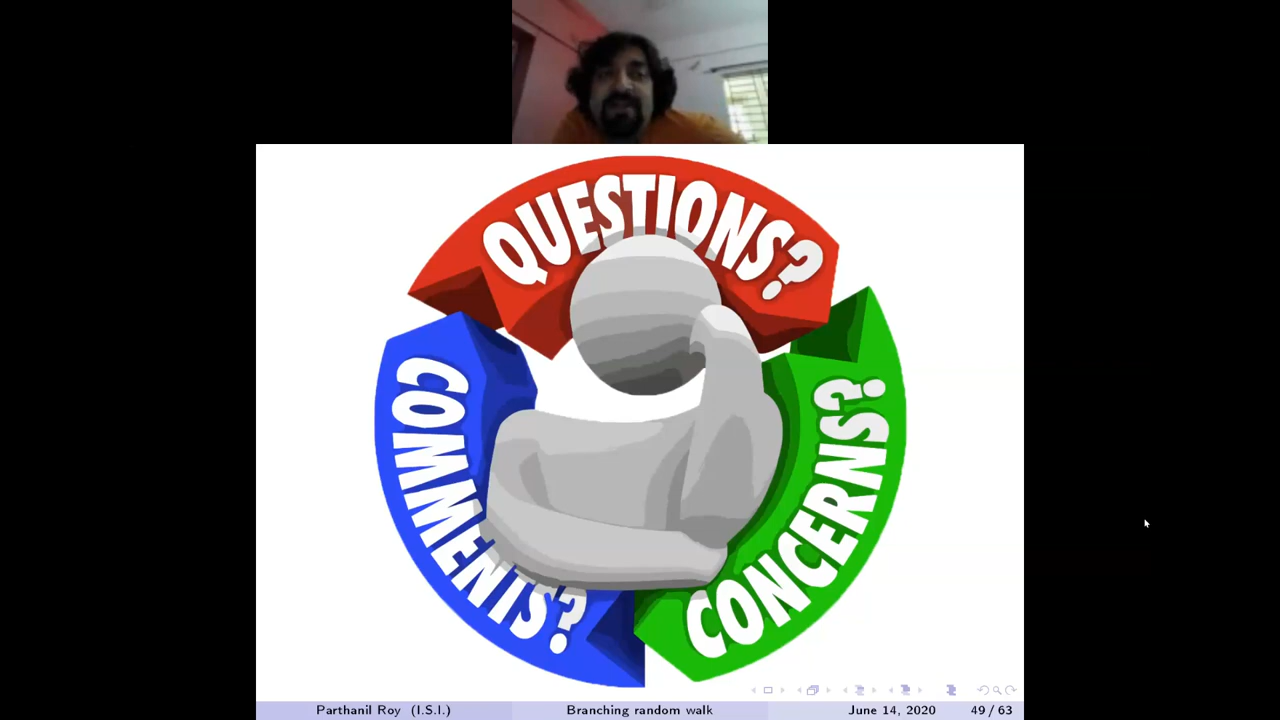 QUESTIONS?
COMMENTS?
CONCERNS?
Parthanil Roy (I.S.I.) Branching random walk June 14, 2020 49 / 63